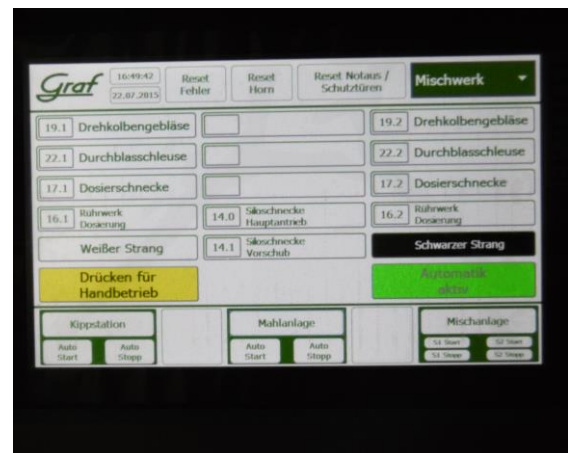 Graf
16:49:42
22.07.2015
Reset
Fehler
Reset
Horn
Reset Notaus /
Schutztüren
Mischwerk
19.1 Drehkolbengebläse
19.2 Drehkolbengebläse
22.1 Durchblasschleuse
22.2 Durchblasschleuse
17.1 Dosierschnecke
17.2 Dosierschnecke
16.1 Rührwerk
Dosierung
14.0 Siloschnecke
Hauptantrieb
16.2 Rührwerk
Dosierung
Weißer Strang
14.1 Siloschnecke
Vorschub
Schwarzer Strang
Drücken für
Handbetrieb
Automatik
aktiv
Kippstation
Mahlanlage
Mischanlage
Auto
Start
Auto
Stopp
Auto
Start
Auto
Stopp
S1 Start
S2 Start
S1 Stopp
S2 Stopp